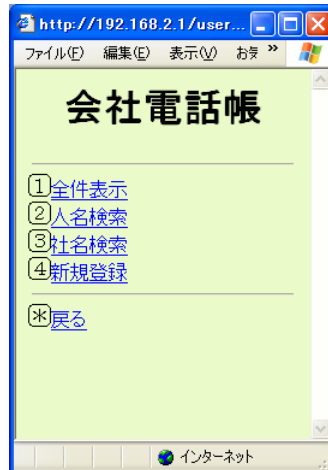 http://192.168.2.1/user...
ファイル(F) 編集(E) 表示(V) お気 »
会社電話帳
1全件表示
2人名検索
3社名検索
4新規登録
*戻る
インターネット